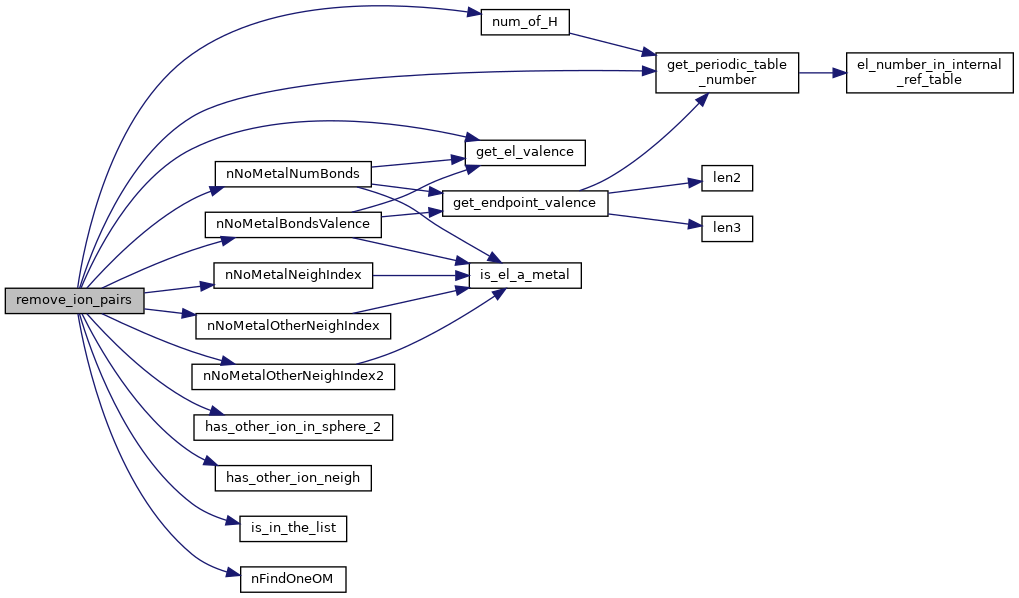 num_of_H
get_periodic_table
_number
el_number_in_internal
_ref_table
get_el_valence
nNoMetalNumBonds
len2
get_endpoint_valence
nNoMetalBondsValence
len3
nNoMetalNeighIndex
is_el_a_metal
remove_ion_pairs
nNoMetalOtherNeighIndex
nNoMetalOtherNeighIndex2
has_other_ion_in_sphere_2
has_other_ion_neigh
is_in_the_list
nFindOneOM